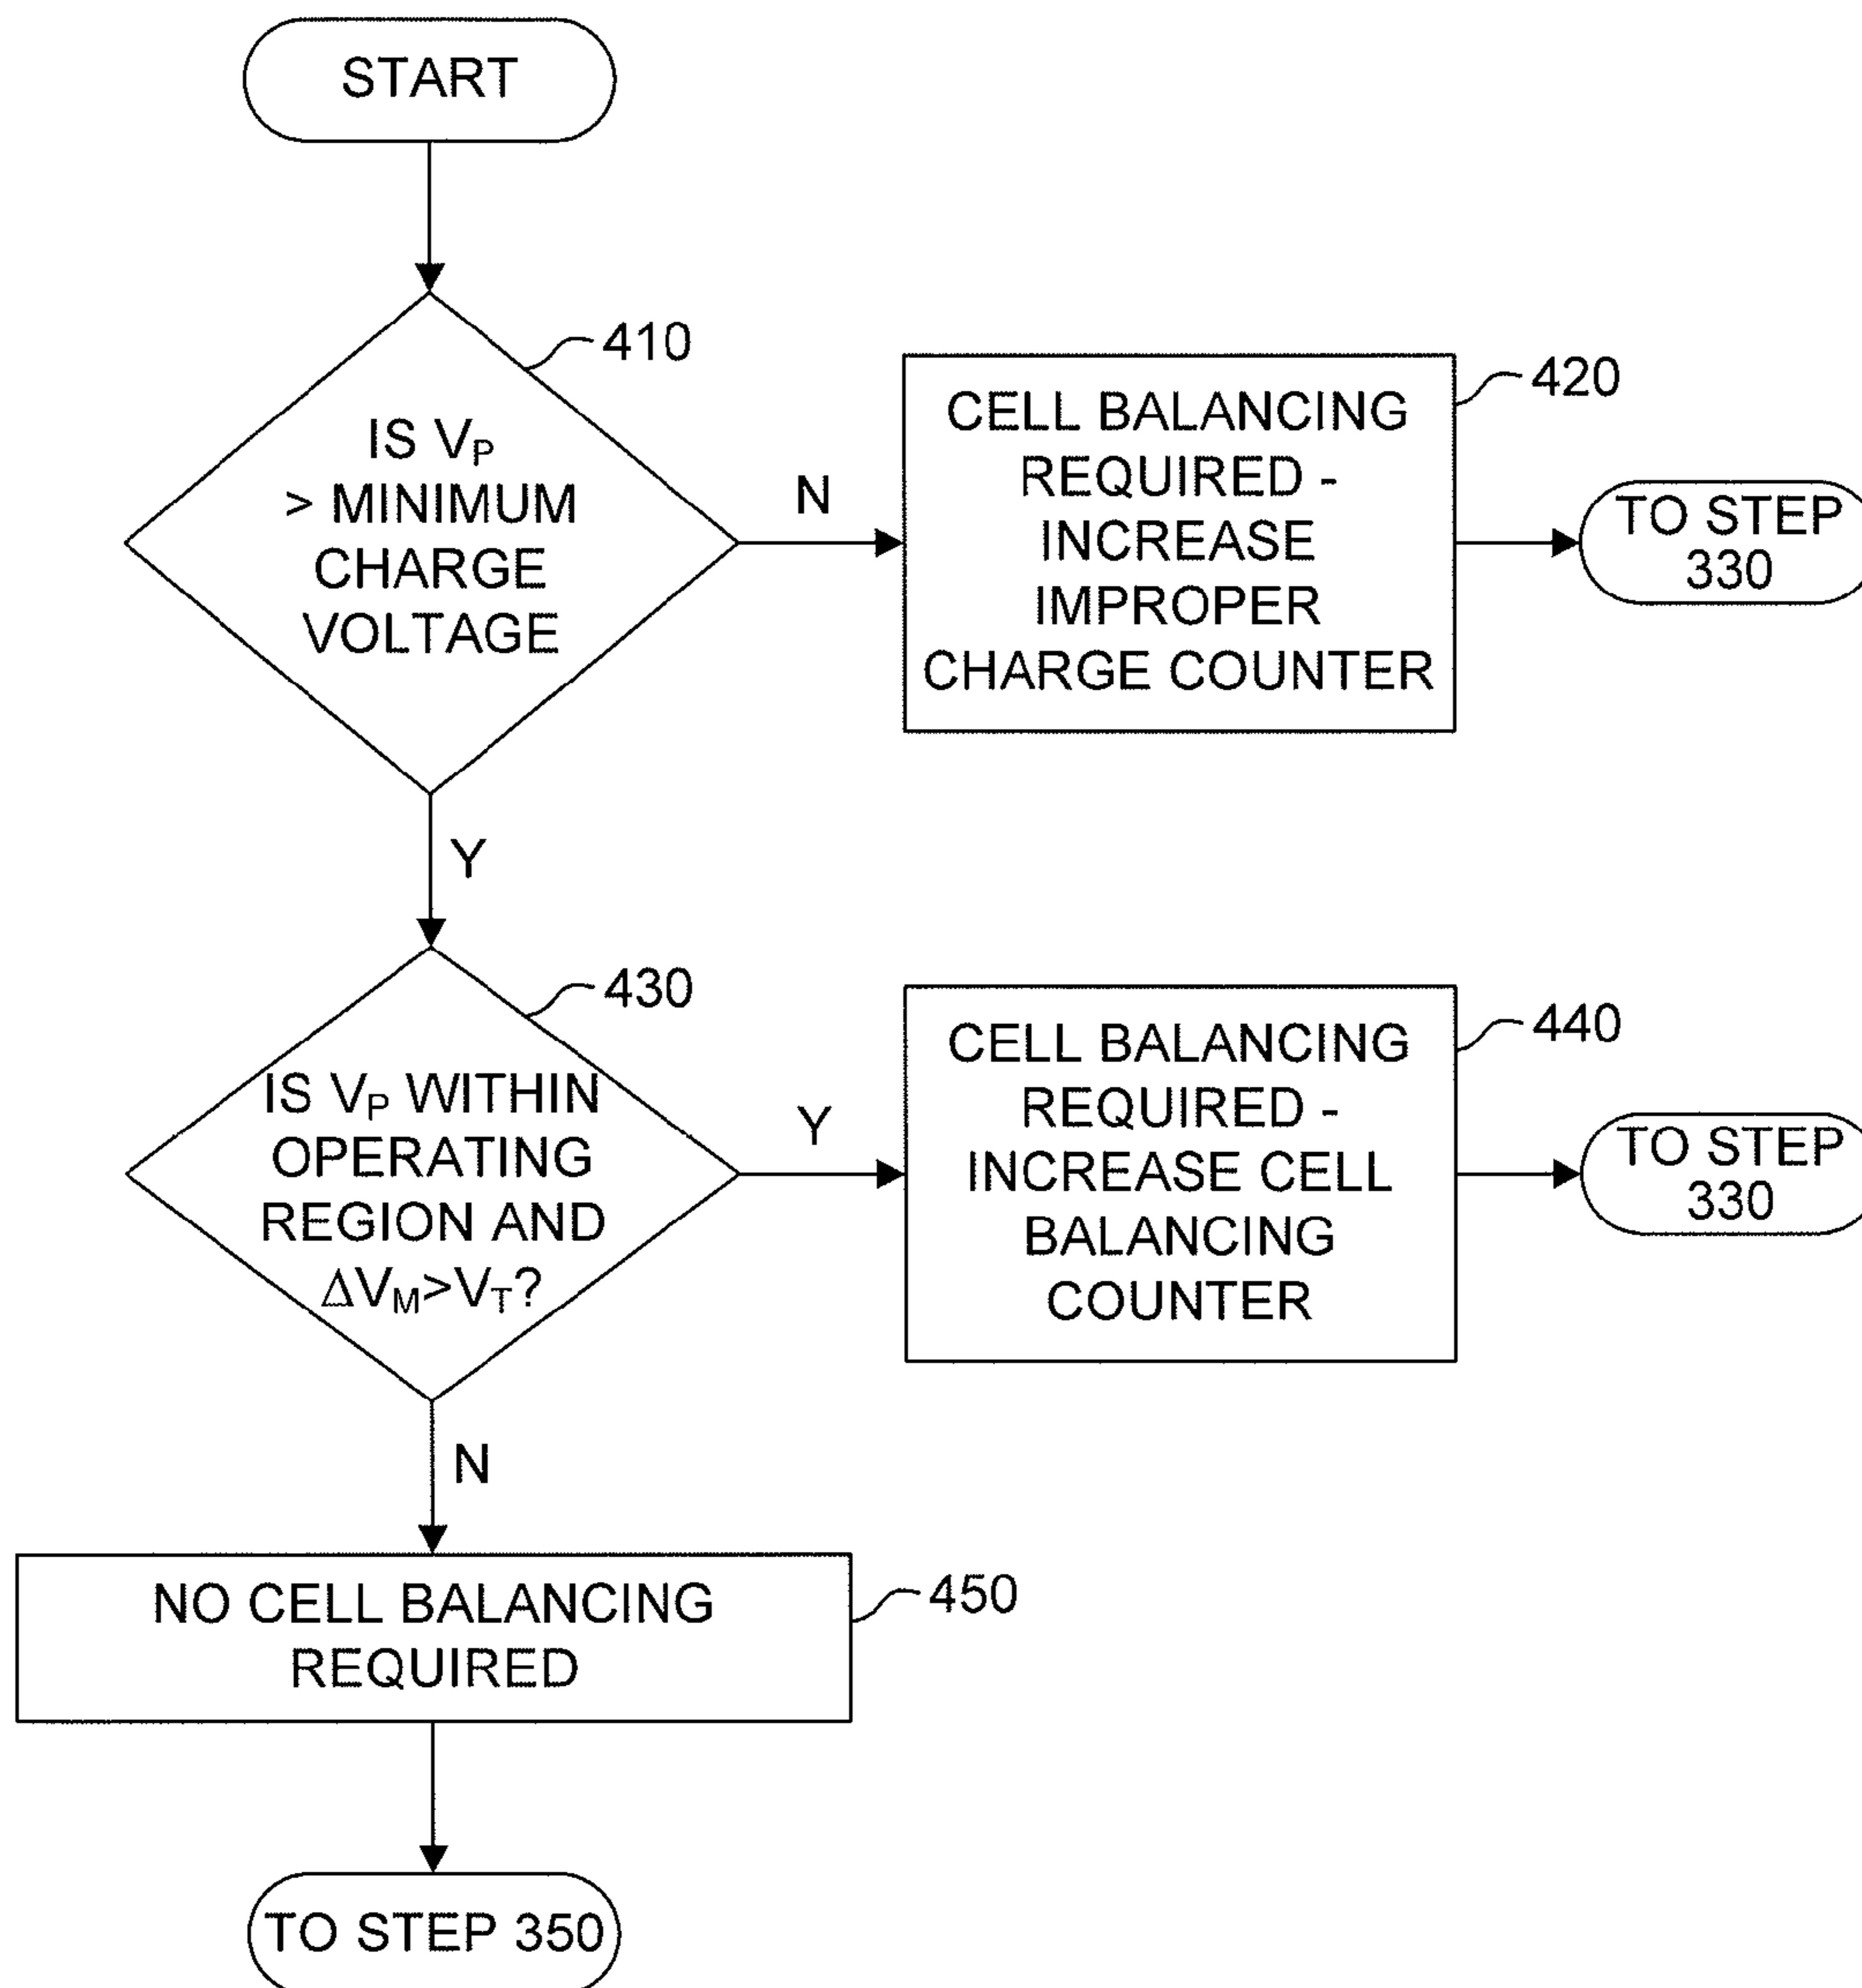 START
410
IS VP
> MINIMUM
CHARGE
VOLTAGE
N
420
CELL BALANCING
REQUIRED -
INCREASE
IMPROPER
CHARGE COUNTER
TO STEP
330
Y
430
IS VP WITHIN
OPERATING
REGION AND
ΔVM>VT?
Y
440
CELL BALANCING
REQUIRED -
INCREASE CELL
BALANCING
COUNTER
TO STEP
330
N
450
NO CELL BALANCING
REQUIRED
TO STEP 350